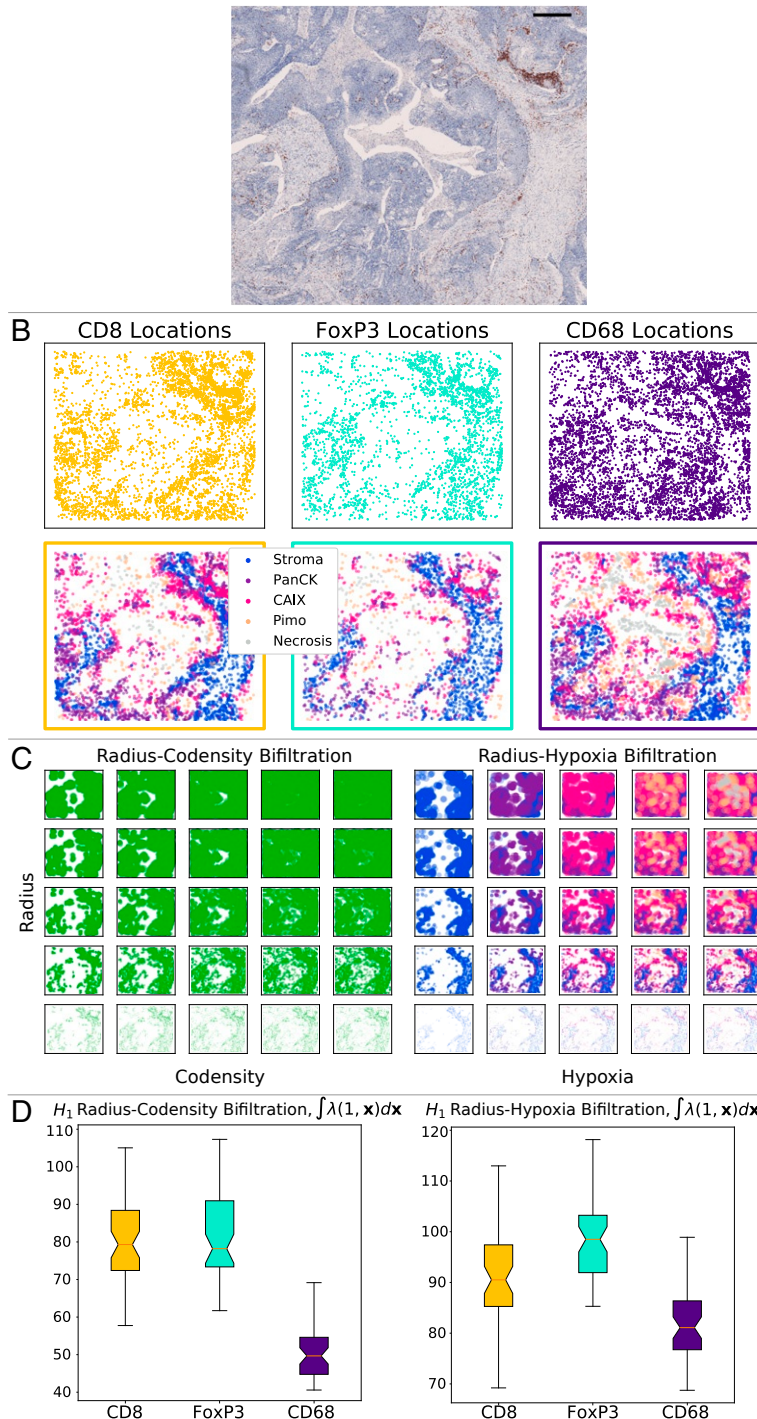 B
CD8 Locations
FoxP3 Locations
CD68 Locations
Stroma
PanCK
CAIX
Pimo
Necrosis
C
Radius-Codensity Bifiltration
Radius-Hypoxia Bifiltration
Radius
Codensity
Hypoxia
D
H₁ Radius-Codensity Bifiltration, ∫λ(1, x)dx
110
100
90
80
70
60
50
40
CD8
FoxP3
CD68
H₁ Radius-Hypoxia Bifiltration, ∫λ(1, x)dx
120
110
100
90
80
70
CD8
FoxP3
CD68